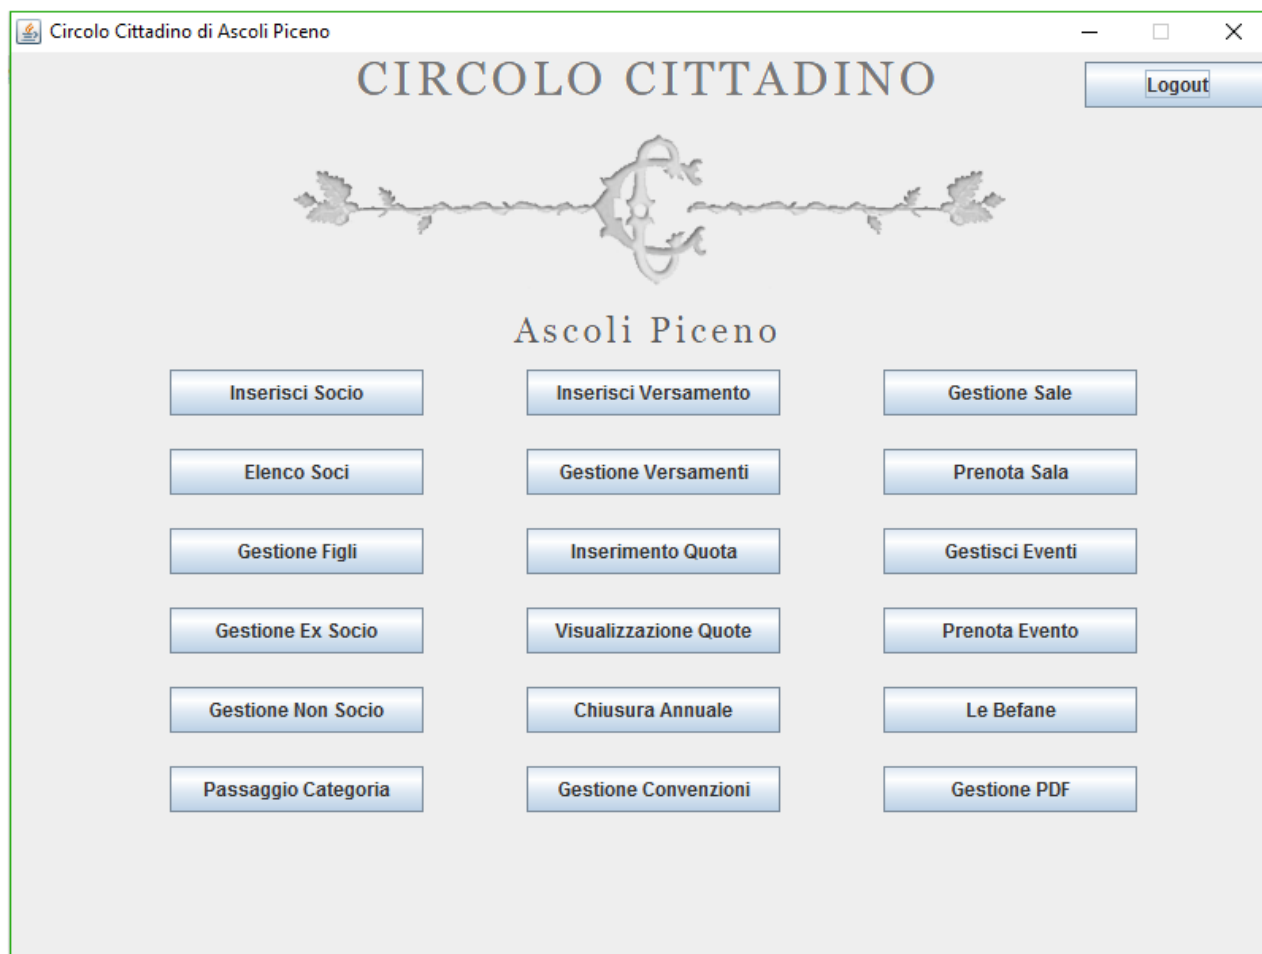 Circolo Cittadino di Ascoli Piceno
CIRCOLO CITTADINO
Logout
Ascoli Piceno
Inserisci Socio
Inserisci Versamento
Gestione Sale
Elenco Soci
Gestione Versamenti
Prenota Sala
Gestione Figli
Inserimento Quota
Gestisci Eventi
Gestione Ex Socio
Visualizzazione Quote
Prenota Evento
Gestione Non Socio
Chiusura Annuale
Le Befane
Passaggio Categoria
Gestione Convenzioni
Gestione PDF